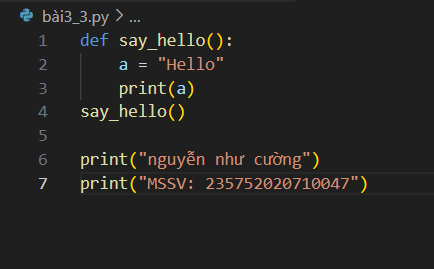 bài3_3.py > ...
1 def say_hello():
2     a = "Hello"
3     print(a)
4 say_hello()
5
6 print("nguyễn như cường")
7 print("MSSV: 235752020710047")